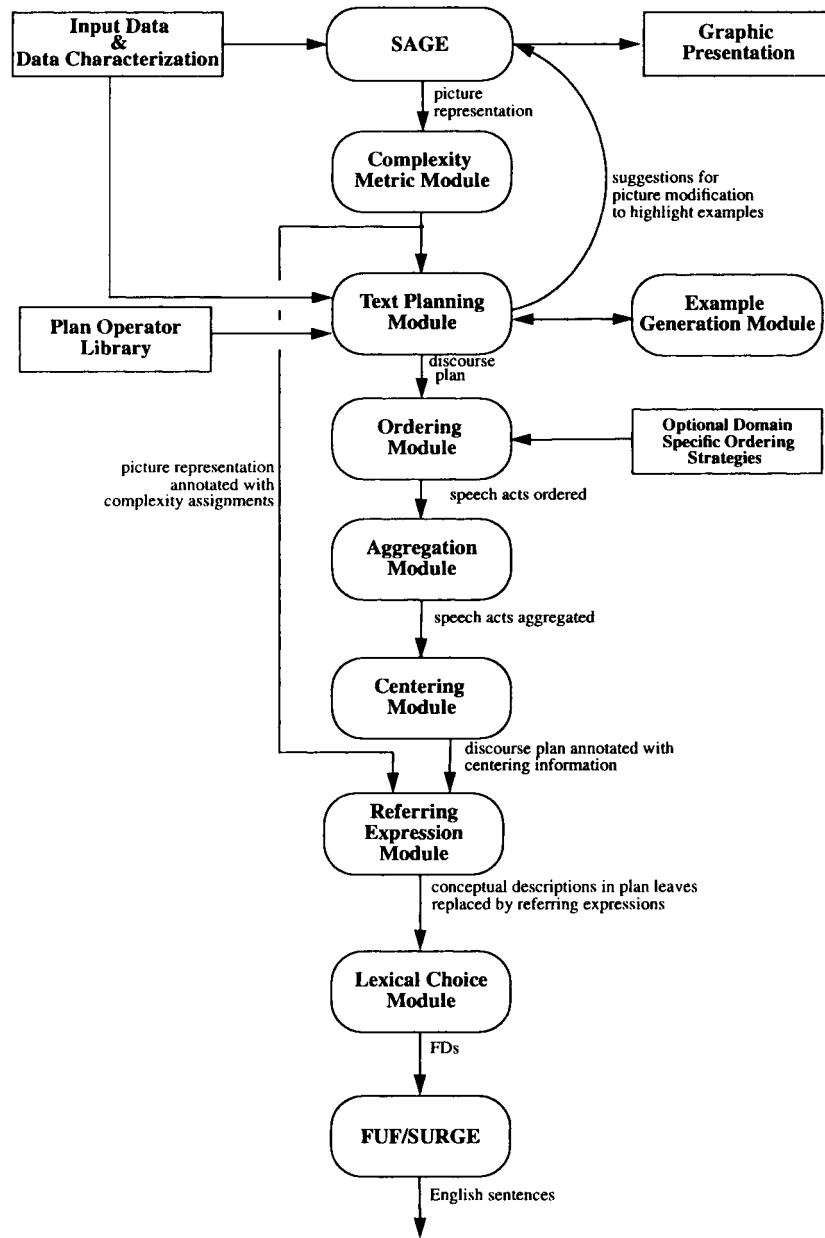 Input Data
&
Data Characterization
SAGE
Graphic
Presentation
picture
representation
Complexity
Metric Module
suggestions for
picture modification
to highlight examples
Text Planning
Module
Example
Generation Module
Plan Operator
Library
discourse
plan
Ordering
Module
Optional Domain
Specific Ordering
Strategies
picture representation
annotated with
complexity assignments
speech acts ordered
Aggregation
Module
speech acts aggregated
Centering
Module
discourse plan annotated with
centering information
Referring
Expression
Module
conceptual descriptions in plan leaves
replaced by referring expressions
Lexical Choice
Module
FDs
FUF/SURGE
English sentences